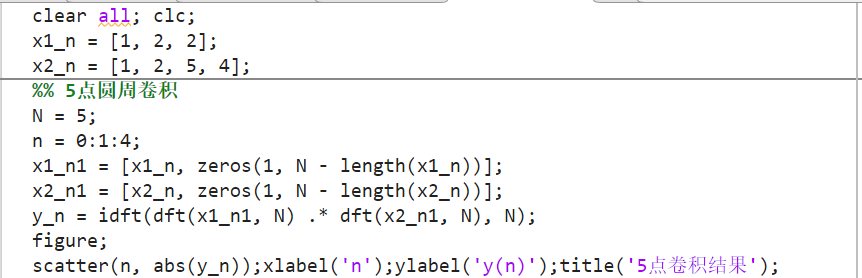 clear all; clc;
x1_n = [1, 2, 2];
x2_n = [1, 2, 5, 4];
%% 5点圆周卷积
N = 5;
n = 0:1:4;
x1_n1 = [x1_n, zeros(1, N - length(x1_n))];
x2_n1 = [x2_n, zeros(1, N - length(x2_n))];
y_n = idft(dft(x1_n1, N) .* dft(x2_n1, N), N);
figure;
scatter(n, abs(y_n));xlabel('n');ylabel('y(n)');title('5点卷积结果');